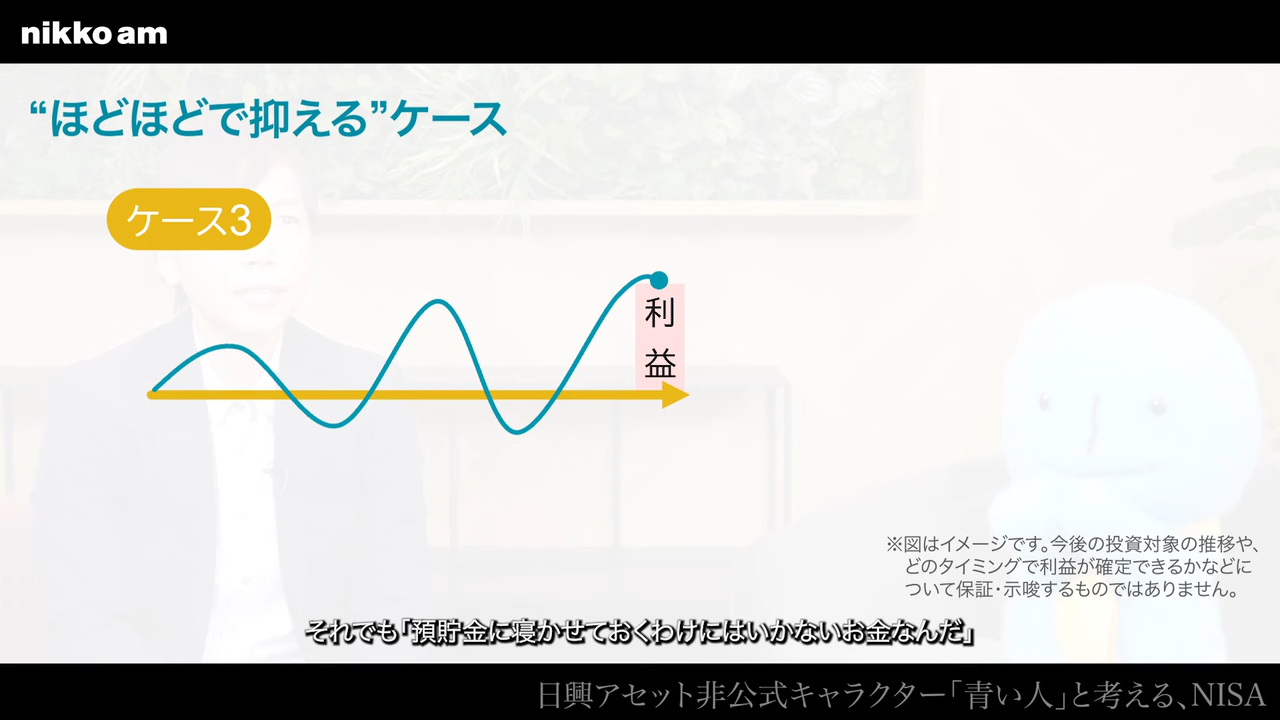 nikko am
“ほどほどで抑える”ケース
ケース3
利
益
※図はイメージです。今後の投資対象の推移や、
どのタイミングで利益が確定できるかなどに
ついて保証・示唆するものではありません。
それでも「預貯金に寝かせておくわけにはいかないお金なんだ」
日興アセット非公式キャラクター「青い人」と考える、NISA